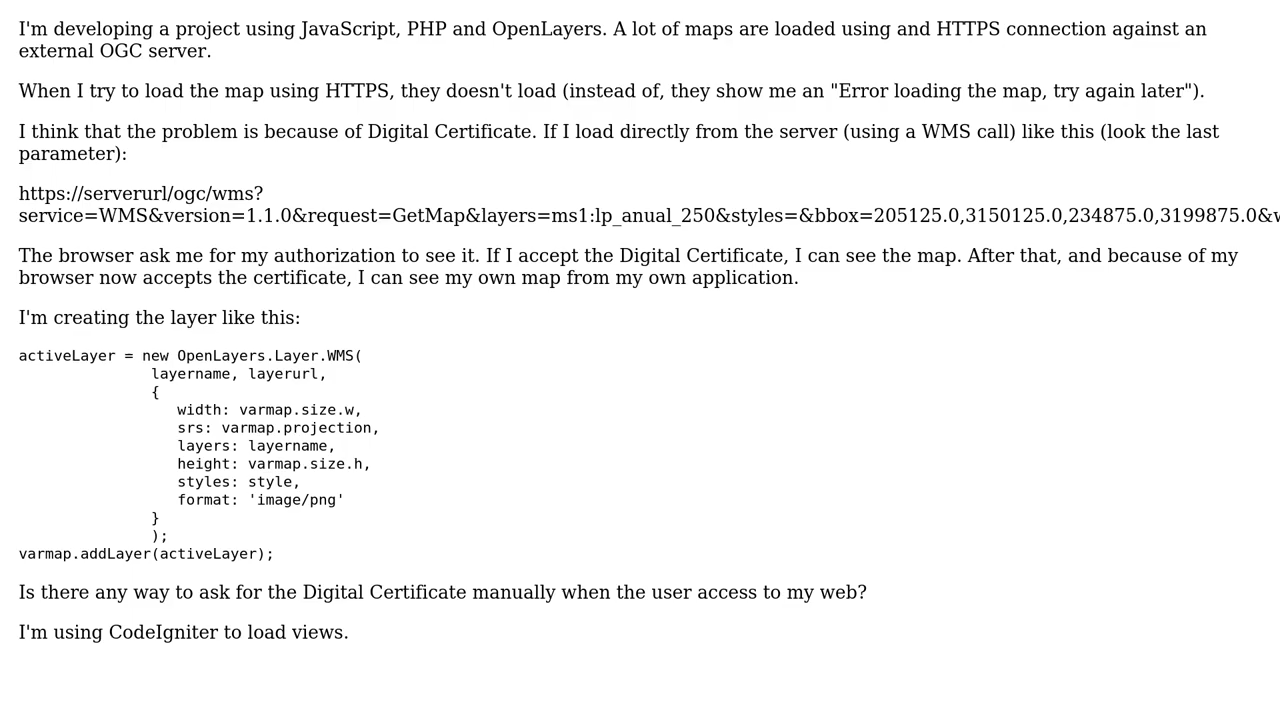 I'm developing a project using JavaScript, PHP and OpenLayers. A lot of maps are loaded using and HTTPS connection against an
external OGC server.
When I try to load the map using HTTPS, they doesn't load (instead of, they show me an "Error loading the map, try again later").
I think that the problem is because of Digital Certificate. If I load directly from the server (using a WMS call) like this (look the last
parameter):
https://serverurl/ogc/wms?
service=WMS&version=1.1.0&request=GetMap&layers=ms1:lp_anual_250&styles=&bbox=205125.0,3150125.0,234875.0,3199875.0&w
The browser ask me for my authorization to see it. If I accept the Digital Certificate, I can see the map. After that, and because of my
browser now accepts the certificate, I can see my own map from my own application.
I'm creating the layer like this:
activeLayer = new OpenLayers.Layer.WMS(
layername, layerurl,
{
width: varmap.size.w,
srs: varmap.projection,
layers: layername,
height: varmap.size.h,
styles: style,
format: 'image/png'
}
);
varmap.addLayer(activeLayer);
Is there any way to ask for the Digital Certificate manually when the user access to my web?
I'm using CodeIgniter to load views.